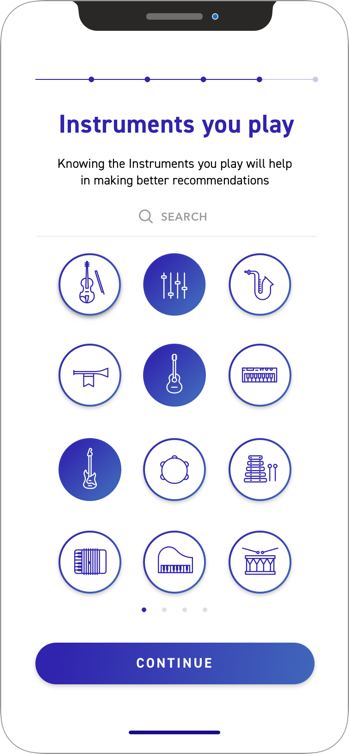 Instruments you play
Knowing the Instruments you play will help
in making better recommendations
SEARCH
CONTINUE